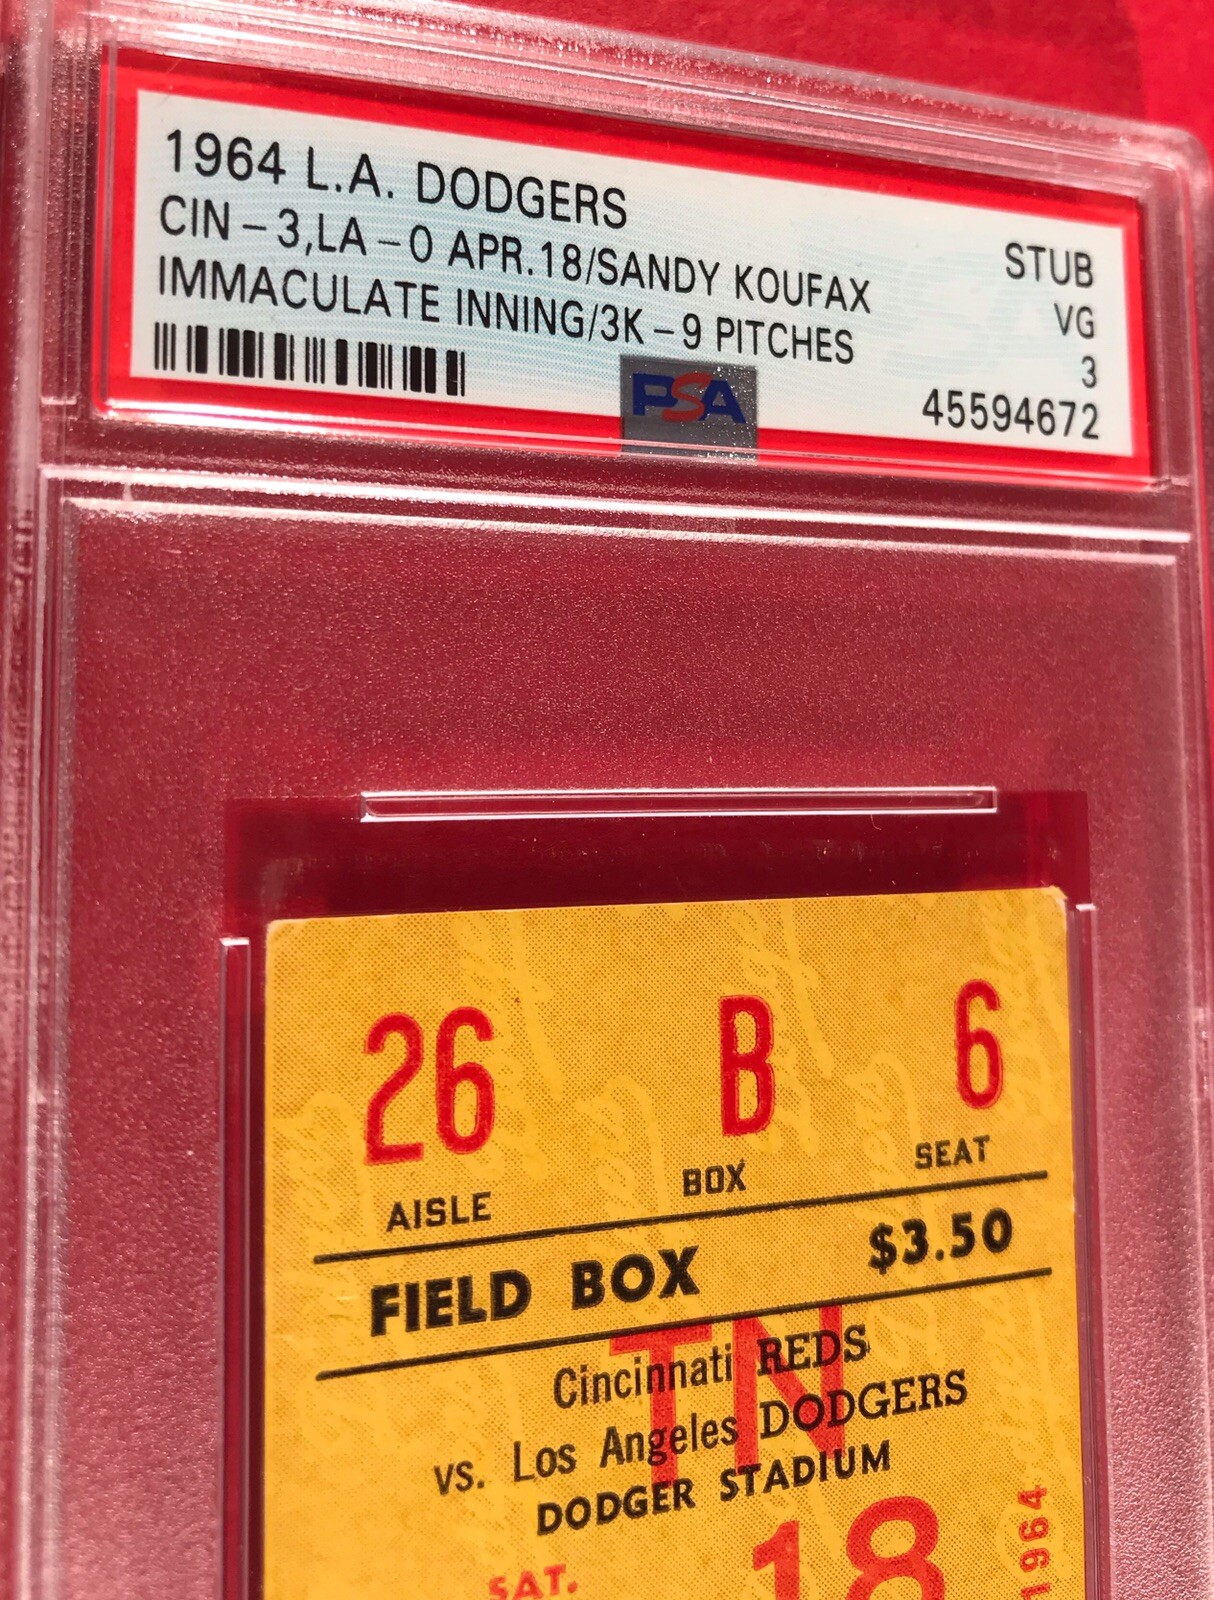 1964 L.A. DODGERS
CIN-3,LA-0 APR.18/SANDY KOUFAX
IMMACULATE INNING/3K-9 PITCHES
STUB
VG
3
45594672
PSA
26 B 6
AISLE BOX SEAT
FIELD BOX $3.50
TN
Cincinnati REDS
vs. Los Angeles DODGERS
DODGER STADIUM
SAT. 18 1964